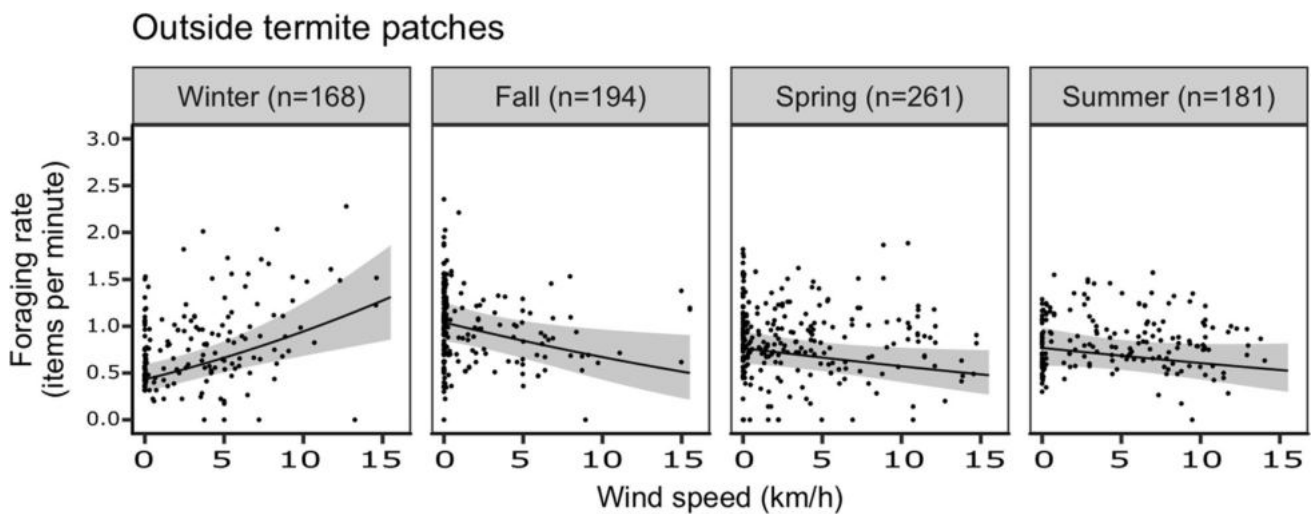 Outside termite patches
Winter (n=168) Fall (n=194) Spring (n=261) Summer (n=181)
Foraging rate
(items per minute)
3.0
2.5
2.0
1.5
1.0
0.5
0.0
0 5 10 15 0 5 10 15 0 5 10 15 0 5 10 15
Wind speed (km/h)